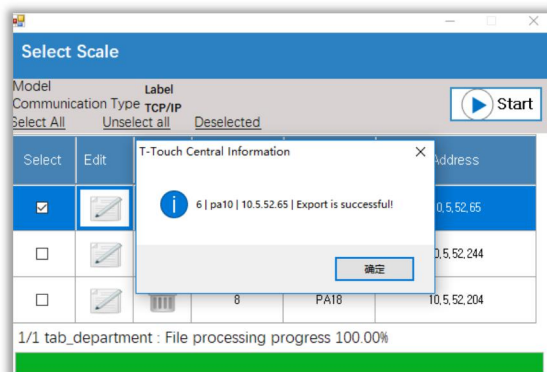 Select Scale
Model Label
Communication Type TCP/IP
Select All Unselect all Deselected
Start
Select Edit Address
T-Touch Central Information
6 | pa10 | 10.5.52.65 | Export is successful!
确定
0,5,52,65
0,5,52,244
8 PA18 10,5,52,204
1/1 tab_department : File processing progress 100.00%